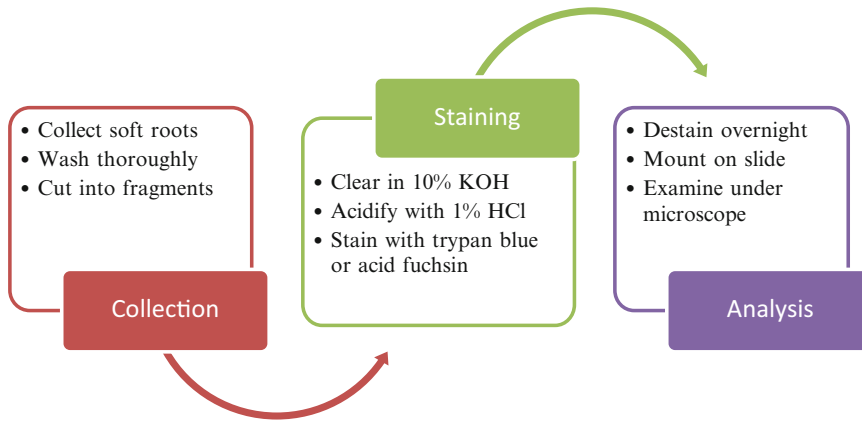 • Collect soft roots
• Wash thoroughly
• Cut into fragments
Collection
Staining
• Clear in 10% KOH
• Acidify with 1% HCl
• Stain with trypan blue
or acid fuchsin
• Destain overnight
• Mount on slide
• Examine under
microscope
Analysis